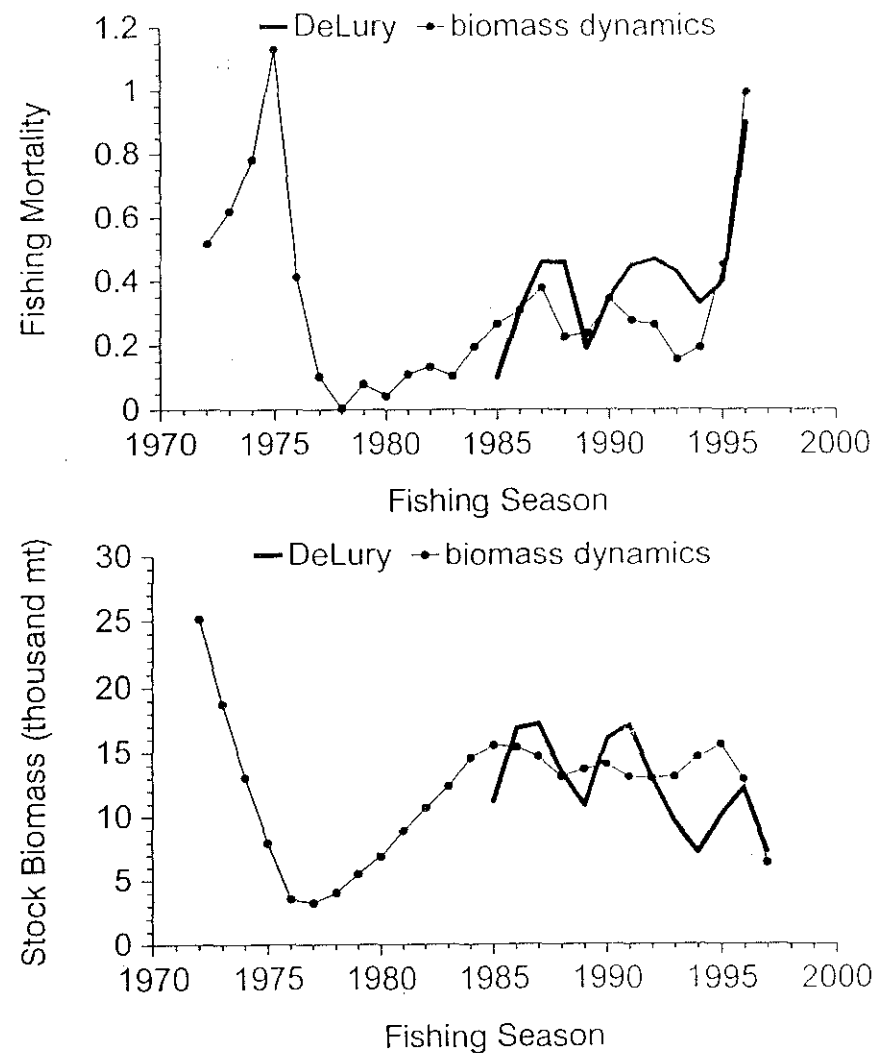 DeLury biomass dynamics
1.2
1
0.8
0.6
0.4
0.2
0
Fishing Mortality
1970 1975 1980 1985 1990 1995 2000
Fishing Season
DeLury biomass dynamics
30
25
20
15
10
5
0
Stock Biomass (thousand mt)
1970 1975 1980 1985 1990 1995 2000
Fishing Season